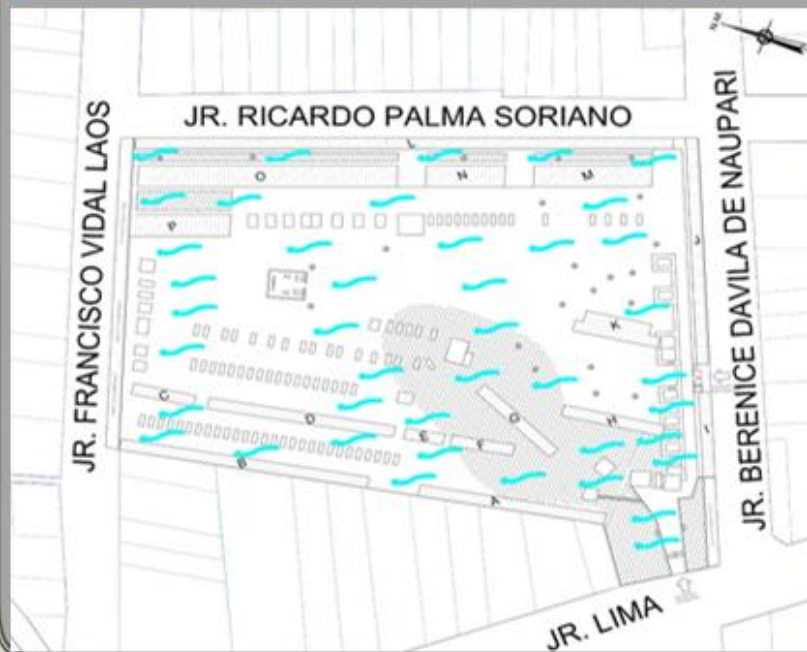 JR. RICARDO PALMA SORIANO
JR. FRANCISCO VIDAL LAOS
JR. BERENICE DAVILA DE NAUPARI
L
O
N
M
P
J
K
C
D
G
H
E
F
I
B
A
JR. LIMA